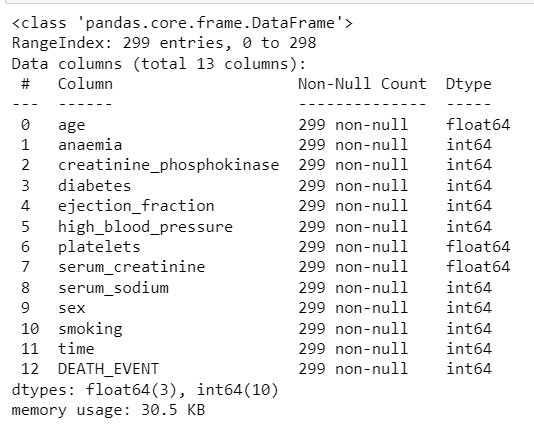 <class 'pandas.core.frame.DataFrame'>
RangeIndex: 299 entries, 0 to 298
Data columns (total 13 columns):
 #   Column                    Non-Null Count  Dtype
---  ------                    --------------  -----
 0   age                       299 non-null    float64
 1   anaemia                   299 non-null    int64
 2   creatinine_phosphokinase  299 non-null    int64
 3   diabetes                  299 non-null    int64
 4   ejection_fraction         299 non-null    int64
 5   high_blood_pressure       299 non-null    int64
 6   platelets                 299 non-null    float64
 7   serum_creatinine          299 non-null    float64
 8   serum_sodium              299 non-null    int64
 9   sex                       299 non-null    int64
 10  smoking                   299 non-null    int64
 11  time                      299 non-null    int64
 12  DEATH_EVENT               299 non-null    int64
dtypes: float64(3), int64(10)
memory usage: 30.5 KB